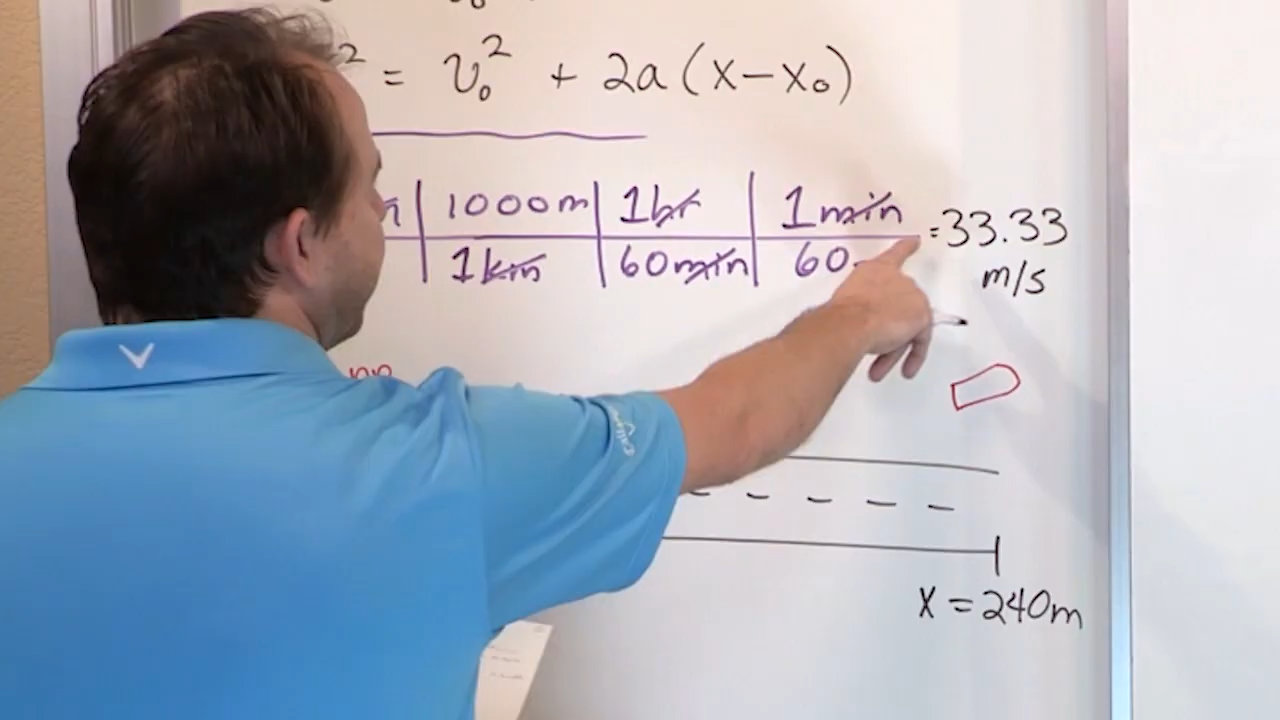 ² = v₀² + 2a(x-x₀)
1000m 1hr 1min = 33.33
1km 60min 60 m/s
x = 240m